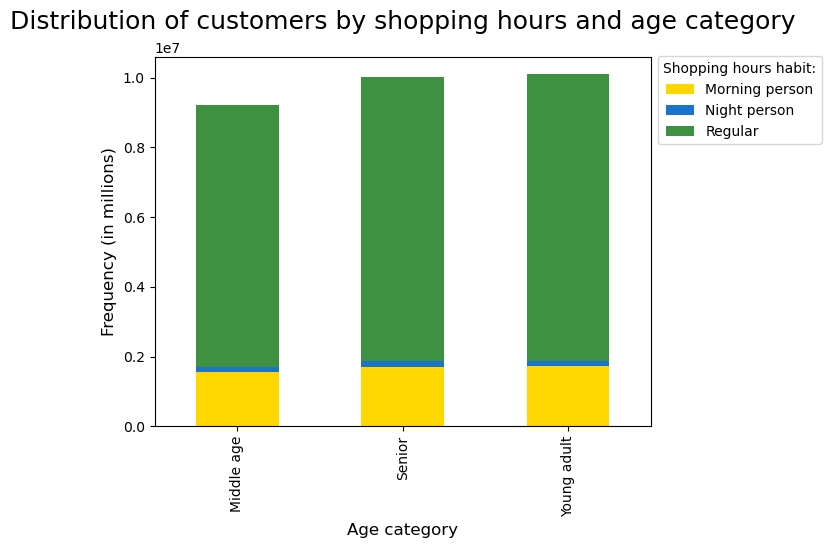 Distribution of customers by shopping hours and age category
1e7
Shopping hours habit:
Morning person
Night person
Regular
Frequency (in millions)
1.0
0.8
0.6
0.4
0.2
0.0
Middle age
Senior
Young adult
Age category